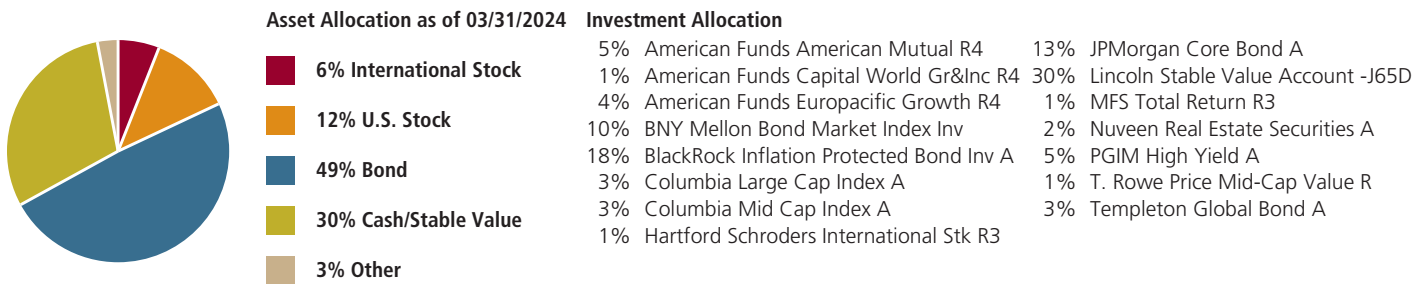 Asset Allocation as of 03/31/2024
6% International Stock
12% U.S. Stock
49% Bond
30% Cash/Stable Value
3% Other
Investment Allocation
5% American Funds American Mutual R4
1% American Funds Capital World Gr&Inc R4
4% American Funds Europacific Growth R4
10% BNY Mellon Bond Market Index Inv
18% BlackRock Inflation Protected Bond Inv A
3% Columbia Large Cap Index A
3% Columbia Mid Cap Index A
1% Hartford Schroders International Stk R3
13% JPMorgan Core Bond A
30% Lincoln Stable Value Account -J65D
1% MFS Total Return R3
2% Nuveen Real Estate Securities A
5% PGIM High Yield A
1% T. Rowe Price Mid-Cap Value R
3% Templeton Global Bond A